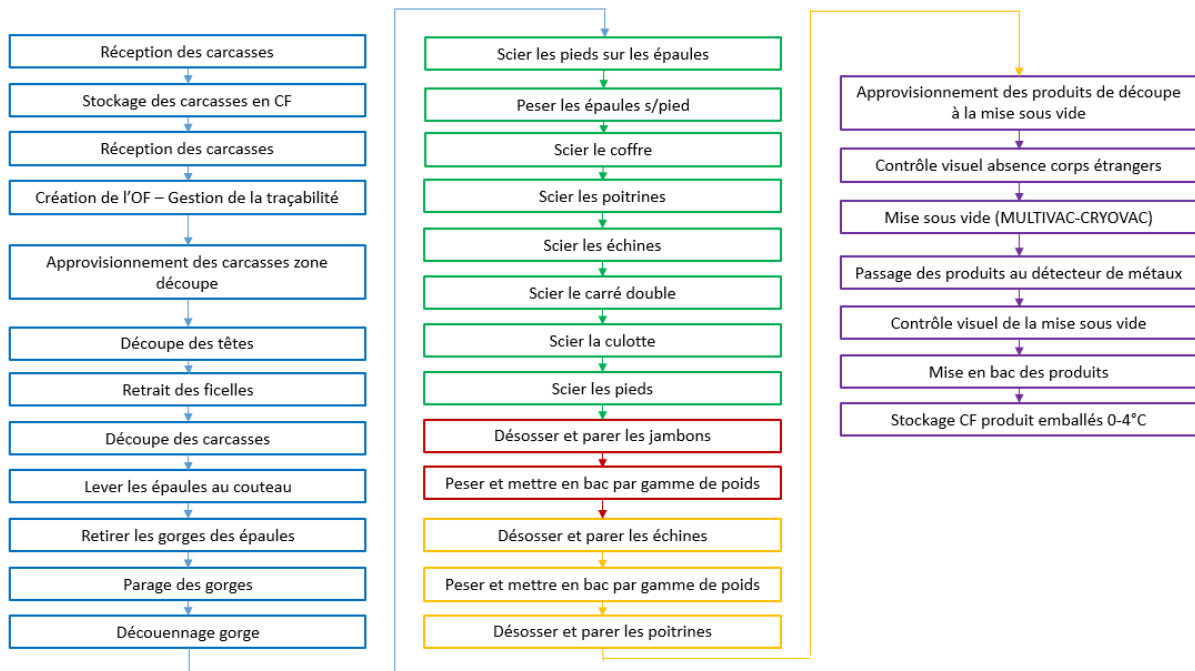 Réception des carcasses
Stockage des carcasses en CF
Réception des carcasses
Création de l'OF – Gestion de la traçabilité
Approvisionnement des carcasses zone
découpe
Découpe des têtes
Retrait des ficelles
Découpe des carcasses
Lever les épaules au couteau
Retirer les gorges des épaules
Parage des gorges
Découennage gorge
Scier les pieds sur les épaules
Peser les épaules s/pied
Scier le coffre
Scier les poitrines
Scier les échines
Scier le carré double
Scier la culotte
Scier les pieds
Désosser et parer les jambons
Peser et mettre en bac par gamme de poids
Désosser et parer les échines
Peser et mettre en bac par gamme de poids
Désosser et parer les poitrines
Approvisionnement des produits de découpe
à la mise sous vide
Contrôle visuel absence corps étrangers
Mise sous vide (MULTIVAC-CRYOVAC)
Passage des produits au détecteur de métaux
Contrôle visuel de la mise sous vide
Mise en bac des produits
Stockage CF produit emballés 0-4°C